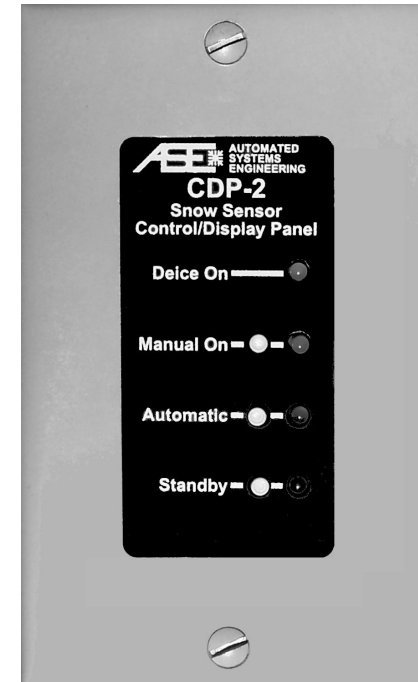 ASE AUTOMATED
SYSTEMS
ENGINEERING
CDP-2
Snow Sensor
Control/Display Panel
Deice On
Manual On
Automatic
Standby